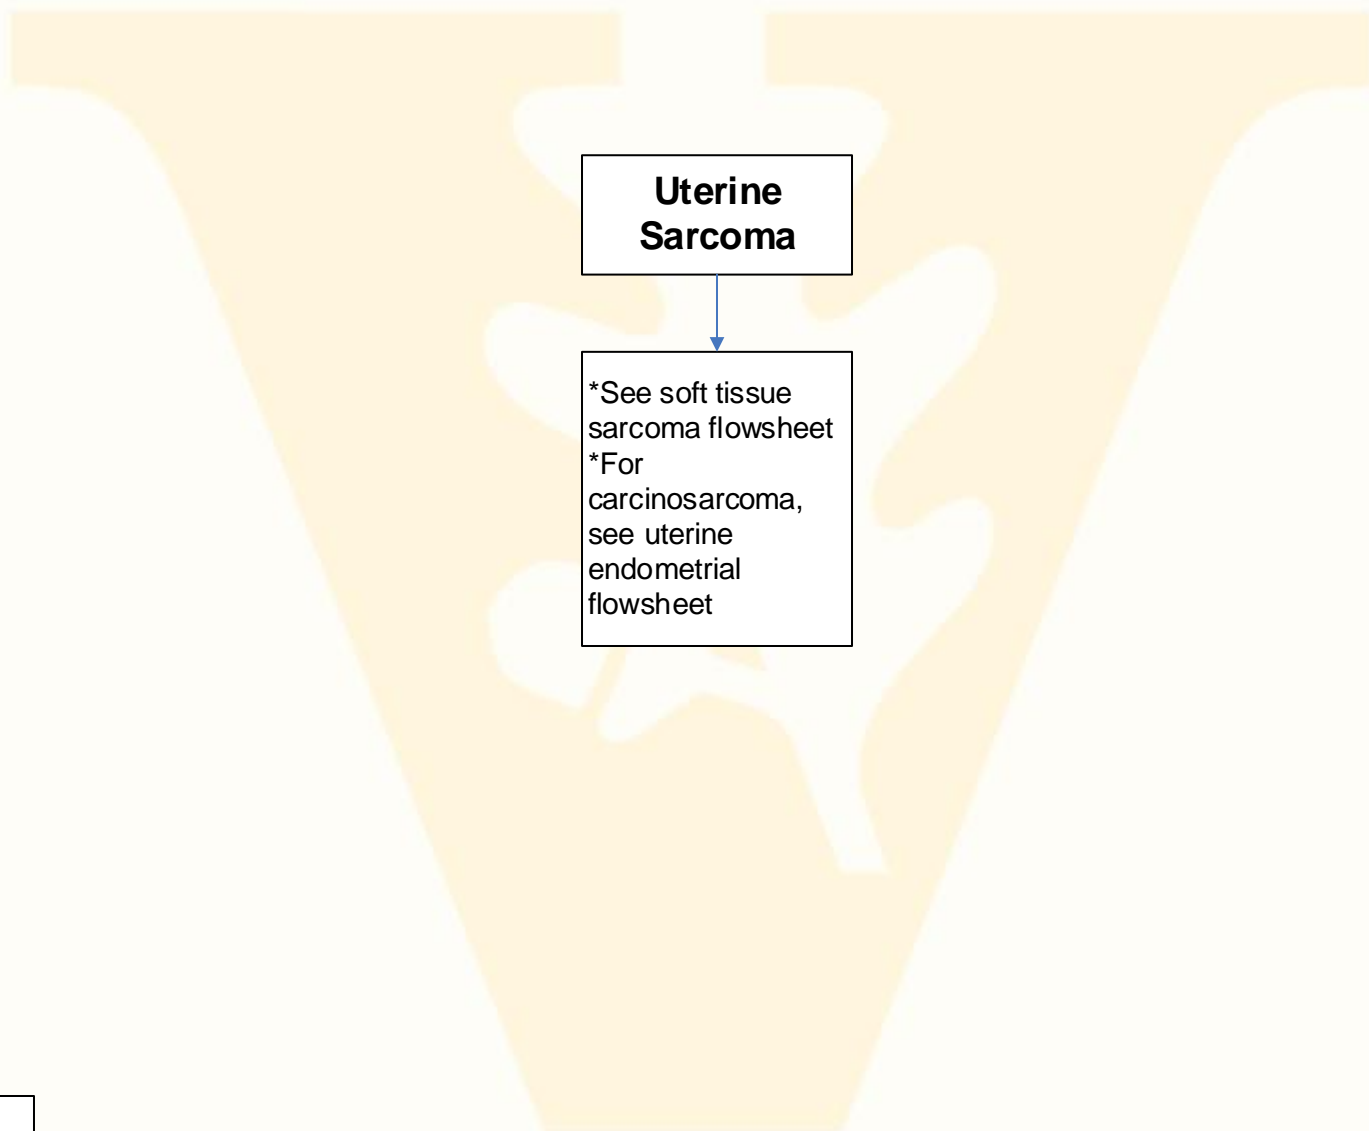 Uterine
Sarcoma
*See soft tissue
sarcoma flowsheet
*For
carcinosarcoma,
see uterine
endometrial
flowsheet